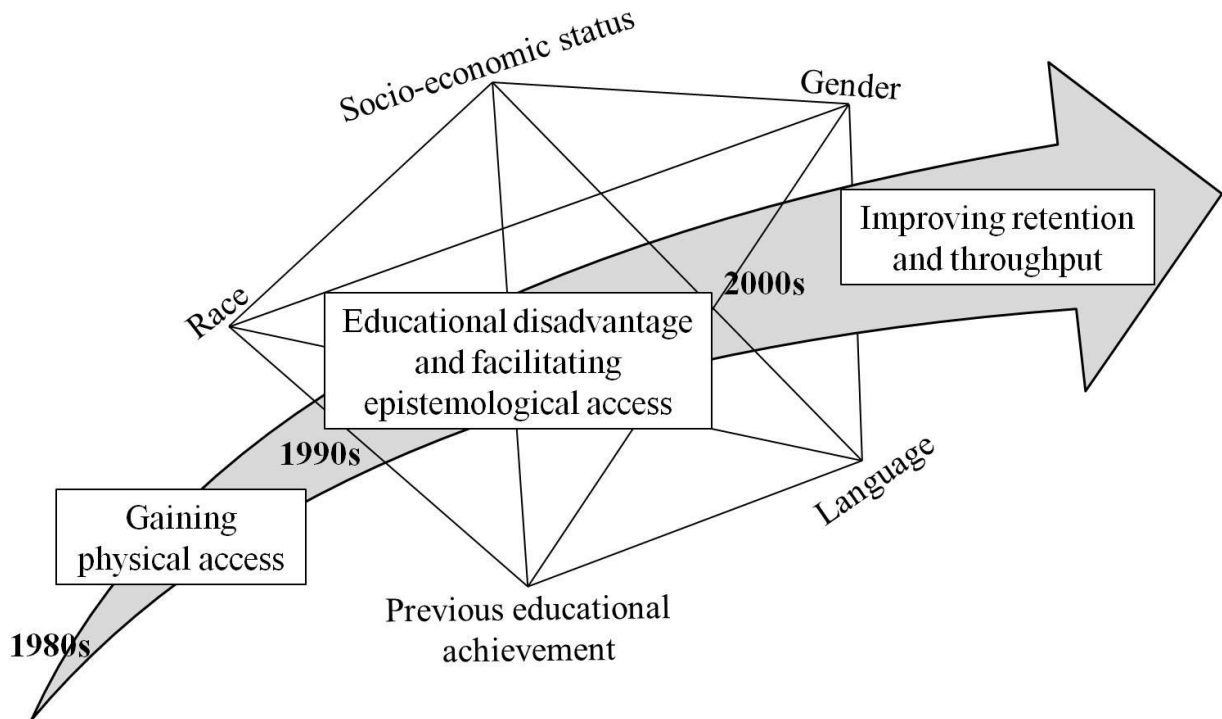 Socio-economic status
Gender
Improving retention
and throughput
2000s
Race
Educational disadvantage
and facilitating
epistemological access
1990s
Language
Gaining
physical access
Previous educational
achievement
1980s